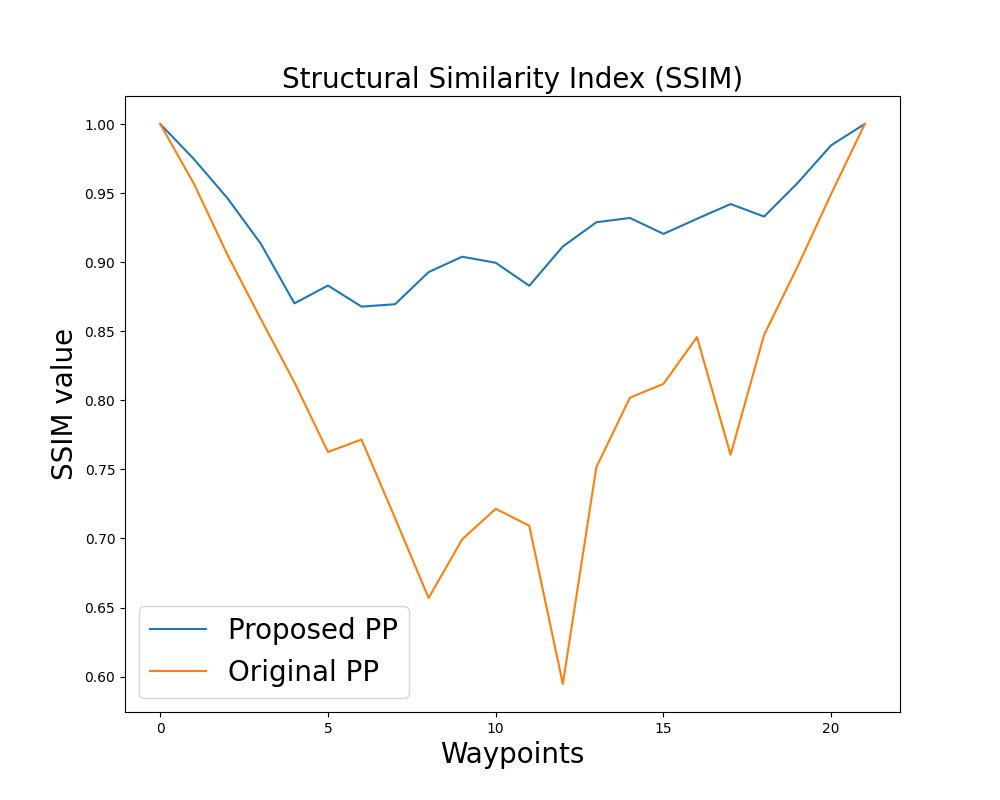 Structural Similarity Index (SSIM)
1.00
0.95
0.90
0.85
0.80
0.75
0.70
0.65
0.60
SSIM value
Proposed PP
Original PP
0 5 10 15 20
Waypoints